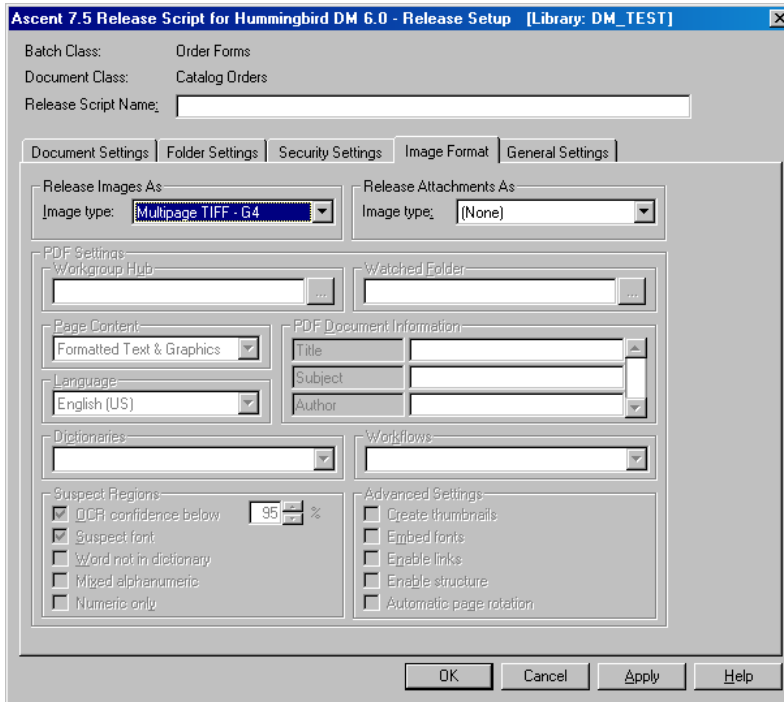 Ascent 7.5 Release Script for Hummingbird DM 6.0 - Release Setup [Library: DM_TEST]
Batch Class: Order Forms
Document Class: Catalog Orders
Release Script Name:
Document Settings Folder Settings Security Settings Image Format General Settings
Release Images As Release Attachments As
Image type: Multipage TIFF - G4 Image type: (None)
PDF Settings
Workgroup Hub Watched Folder
... ...
Page Content PDF Document Information
Formatted Text & Graphics Title
Subject
Language
English (US) Author
Dictionaries Workflows
Suspect Regions Advanced Settings
OCR confidence below 95 % Create thumbnails
Suspect font Embed fonts
Word not in dictionary Enable links
Mixed alphanumeric Enable structure
Numeric only Automatic page rotation
OK Cancel Apply Help